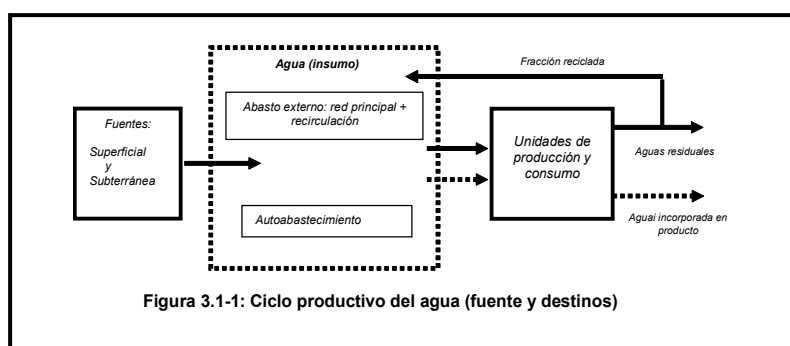 Agua (insumo)
Fracción reciclada
Abasto externo: red principal +
recirculación
Fuentes:
Superficial
y
Subterránea
Unidades de
producción y
consumo
Aguas residuales
Autoabastecimiento
Aguai incorporada en
producto
Figura 3.1-1: Ciclo productivo del agua (fuente y destinos)